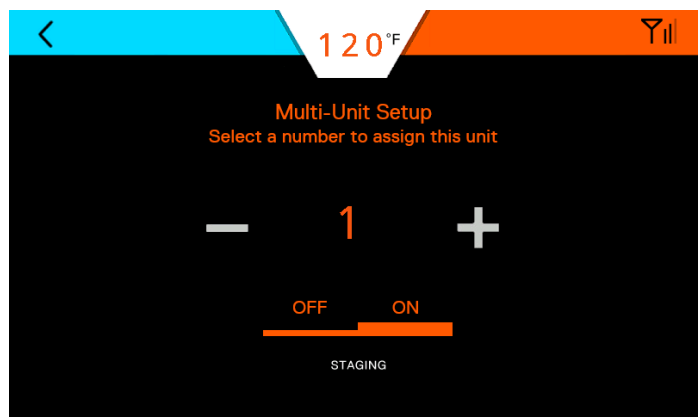 120°F
Multi-Unit Setup
Select a number to assign this unit
1
OFF ON
STAGING